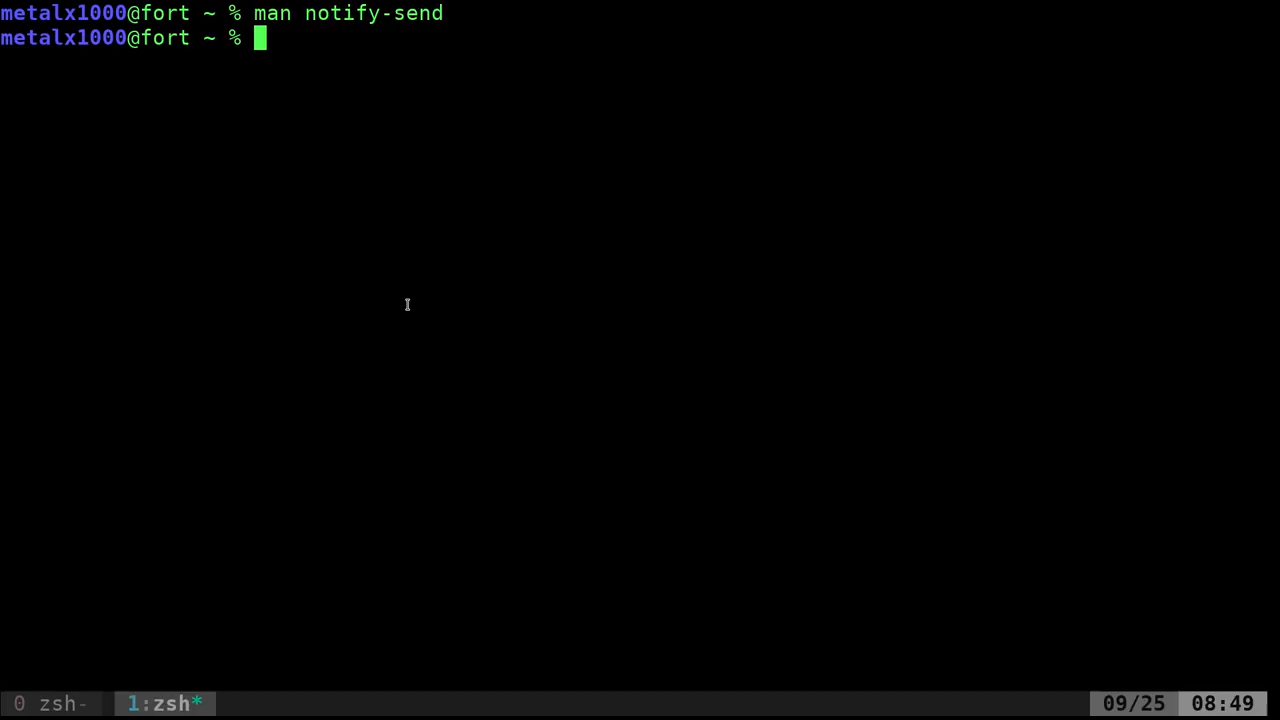 metalx1000@fort ~ % man notify-send
metalx1000@fort ~ %
0 zsh- 1:zsh* 09/25 08:49